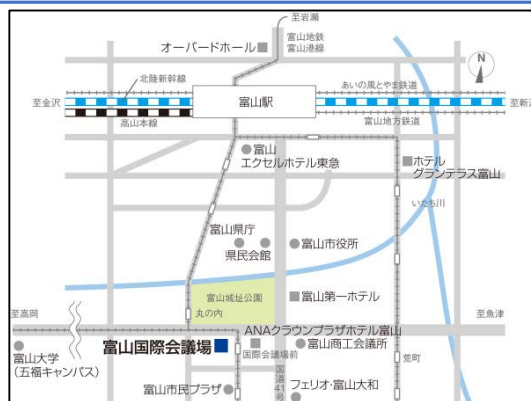 至岩瀬
富山地鉄
富山港線
オーバードホール
N
北陸新幹線
あいの風とやま鉄道
至金沢
富山駅
至新潟
高山本線
富山地方鉄道
富山
エクセルホテル東急
ホテル
グランテラス富山
いたち川
富山県庁
県民会館
富山市役所
富山城址公園
富山第一ホテル
丸の内
至高岡
至魚津
ANAクラウンプラザホテル富山
富山国際会議場
国際会議場前
富山商工会議所
荒町
富山大学
(五福キャンパス)
国道41号
富山市民プラザ
フェリオ・富山大和